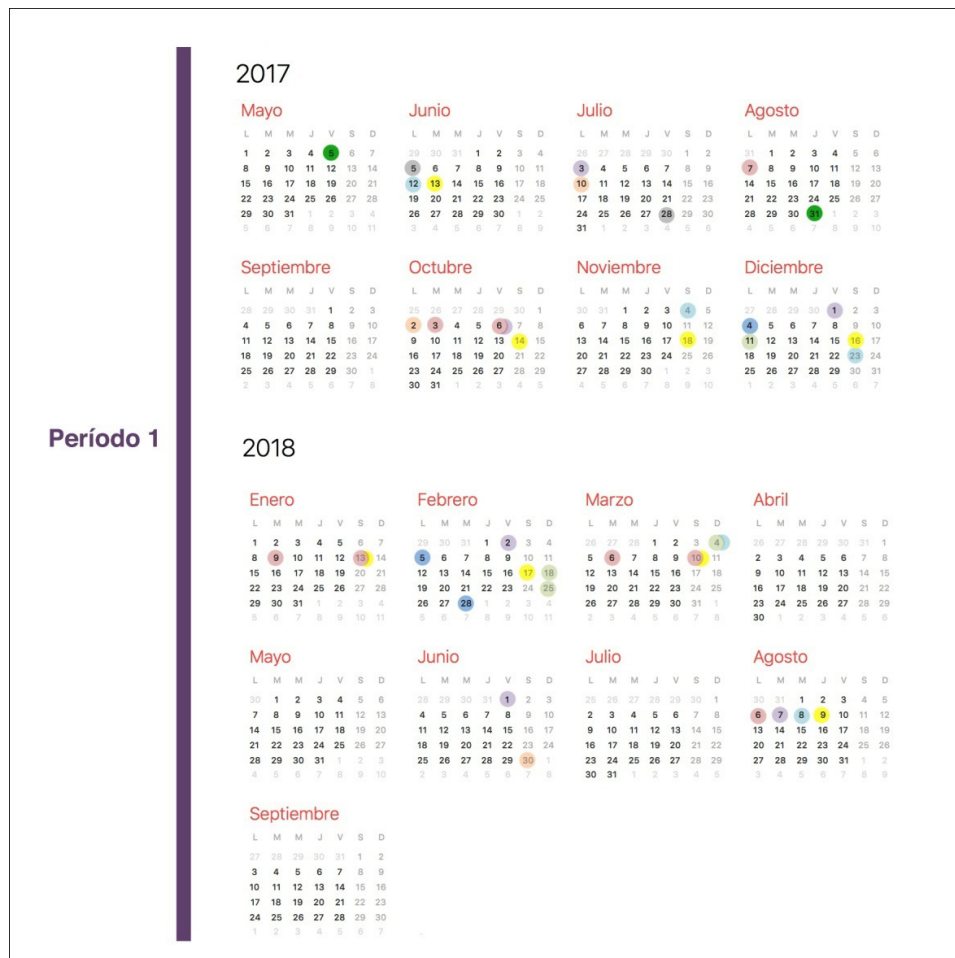 Período 1
2017
Mayo
L M M J V S D
1 2 3 4 5 6 7
8 9 10 11 12 13 14
15 16 17 18 19 20 21
22 23 24 25 26 27 28
29 30 31 1 2 3 4
5 6 7 8 9 10 11
Junio
L M M J V S D
29 30 31 1 2 3 4
5 6 7 8 9 10 11
12 13 14 15 16 17 18
19 20 21 22 23 24 25
26 27 28 29 30 1 2
3 4 5 6 7 8 9
Julio
L M M J V S D
26 27 28 29 30 1 2
3 4 5 6 7 8 9
10 11 12 13 14 15 16
17 18 19 20 21 22 23
24 25 26 27 28 29 30
31 1 2 3 4 5 6
Agosto
L M M J V S D
31 1 2 3 4 5 6
7 8 9 10 11 12 13
14 15 16 17 18 19 20
21 22 23 24 25 26 27
28 29 30 31 1 2 3
4 5 6 7 8 9 10
Septiembre
L M M J V S D
28 29 30 31 1 2 3
4 5 6 7 8 9 10
11 12 13 14 15 16 17
18 19 20 21 22 23 24
25 26 27 28 29 30 1
2 3 4 5 6 7 8
Octubre
L M M J V S D
25 26 27 28 29 30 1
2 3 4 5 6 7 8
9 10 11 12 13 14 15
16 17 18 19 20 21 22
23 24 25 26 27 28 29
30 31 1 2 3 4 5
Noviembre
L M M J V S D
30 31 1 2 3 4 5
6 7 8 9 10 11 12
13 14 15 16 17 18 19
20 21 22 23 24 25 26
27 28 29 30 1 2 3
4 5 6 7 8 9 10
Diciembre
L M M J V S D
27 28 29 30 1 2 3
4 5 6 7 8 9 10
11 12 13 14 15 16 17
18 19 20 21 22 23 24
25 26 27 28 29 30 31
1 2 3 4 5 6 7
2018
Enero
L M M J V S D
1 2 3 4 5 6 7
8 9 10 11 12 13 14
15 16 17 18 19 20 21
22 23 24 25 26 27 28
29 30 31 1 2 3 4
5 6 7 8 9 10 11
Febrero
L M M J V S D
29 30 31 1 2 3 4
5 6 7 8 9 10 11
12 13 14 15 16 17 18
19 20 21 22 23 24 25
26 27 28 1 2 3 4
5 6 7 8 9 10 11
Marzo
L M M J V S D
26 27 28 1 2 3 4
5 6 7 8 9 10 11
12 13 14 15 16 17 18
19 20 21 22 23 24 25
26 27 28 29 30 31 1
2 3 4 5 6 7 8
Abril
L M M J V S D
26 27 28 29 30 31 1
2 3 4 5 6 7 8
9 10 11 12 13 14 15
16 17 18 19 20 21 22
23 24 25 26 27 28 29
30 1 2 3 4 5 6
Mayo
L M M J V S D
30 1 2 3 4 5 6
7 8 9 10 11 12 13
14 15 16 17 18 19 20
21 22 23 24 25 26 27
28 29 30 31 1 2 3
4 5 6 7 8 9 10
Junio
L M M J V S D
28 29 30 31 1 2 3
4 5 6 7 8 9 10
11 12 13 14 15 16 17
18 19 20 21 22 23 24
25 26 27 28 29 30 1
2 3 4 5 6 7 8
Julio
L M M J V S D
25 26 27 28 29 30 1
2 3 4 5 6 7 8
9 10 11 12 13 14 15
16 17 18 19 20 21 22
23 24 25 26 27 28 29
30 31 1 2 3 4 5
Agosto
L M M J V S D
30 31 1 2 3 4 5
6 7 8 9 10 11 12
13 14 15 16 17 18 19
20 21 22 23 24 25 26
27 28 29 30 31 1 2
3 4 5 6 7 8 9
Septiembre
L M M J V S D
27 28 29 30 31 1 2
3 4 5 6 7 8 9
10 11 12 13 14 15 16
17 18 19 20 21 22 23
24 25 26 27 28 29 30
1 2 3 4 5 6 7